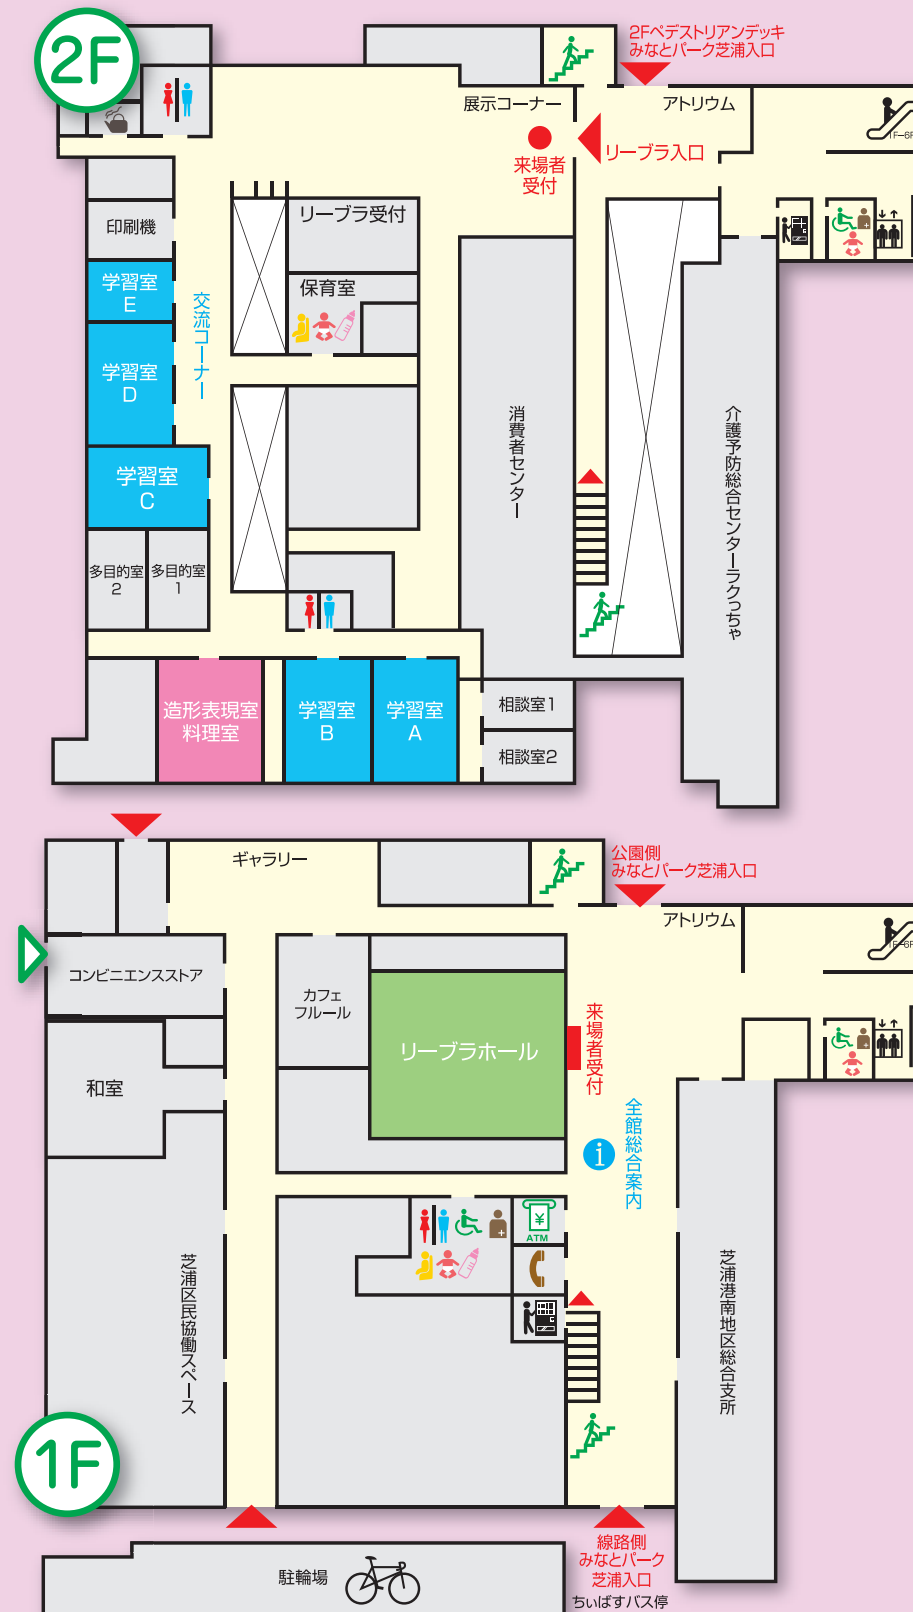 2F
2Fペデストリアンデッキ
みなとパーク芝浦入口
展示コーナー
アトリウム
1F–6F
来場者
受付
リーブラ入口
印刷機
リーブラ受付
保育室
学習室
E
交流コーナー
学習室
D
学習室
C
消費者センター
介護予防総合センターラクっちゃ
多目的室
2
多目的室
1
造形表現室
料理室
学習室
B
学習室
A
相談室1
相談室2
ギャラリー
公園側
みなとパーク芝浦入口
アトリウム
1F–6F
コンビニエンスストア
カフェ
フルール
リーブラホール
来場者受付
和室
全館総合案内
i
¥
ATM
芝浦区民協働スペース
芝浦港南地区総合支所
1F
線路側
みなとパーク
芝浦入口
駐輪場
ちぃばすバス停